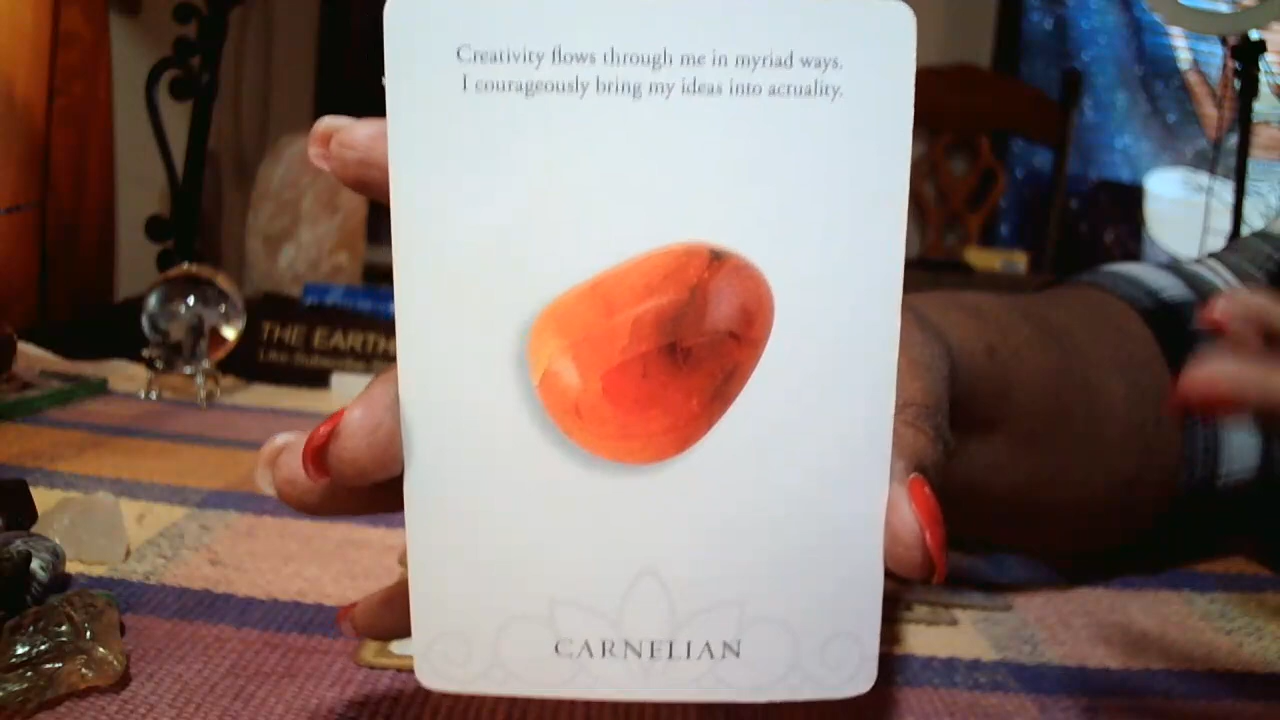 Creativity flows through me in myriad ways.
I courageously bring my ideas into actuality.
THE EARTH
CARNELIAN